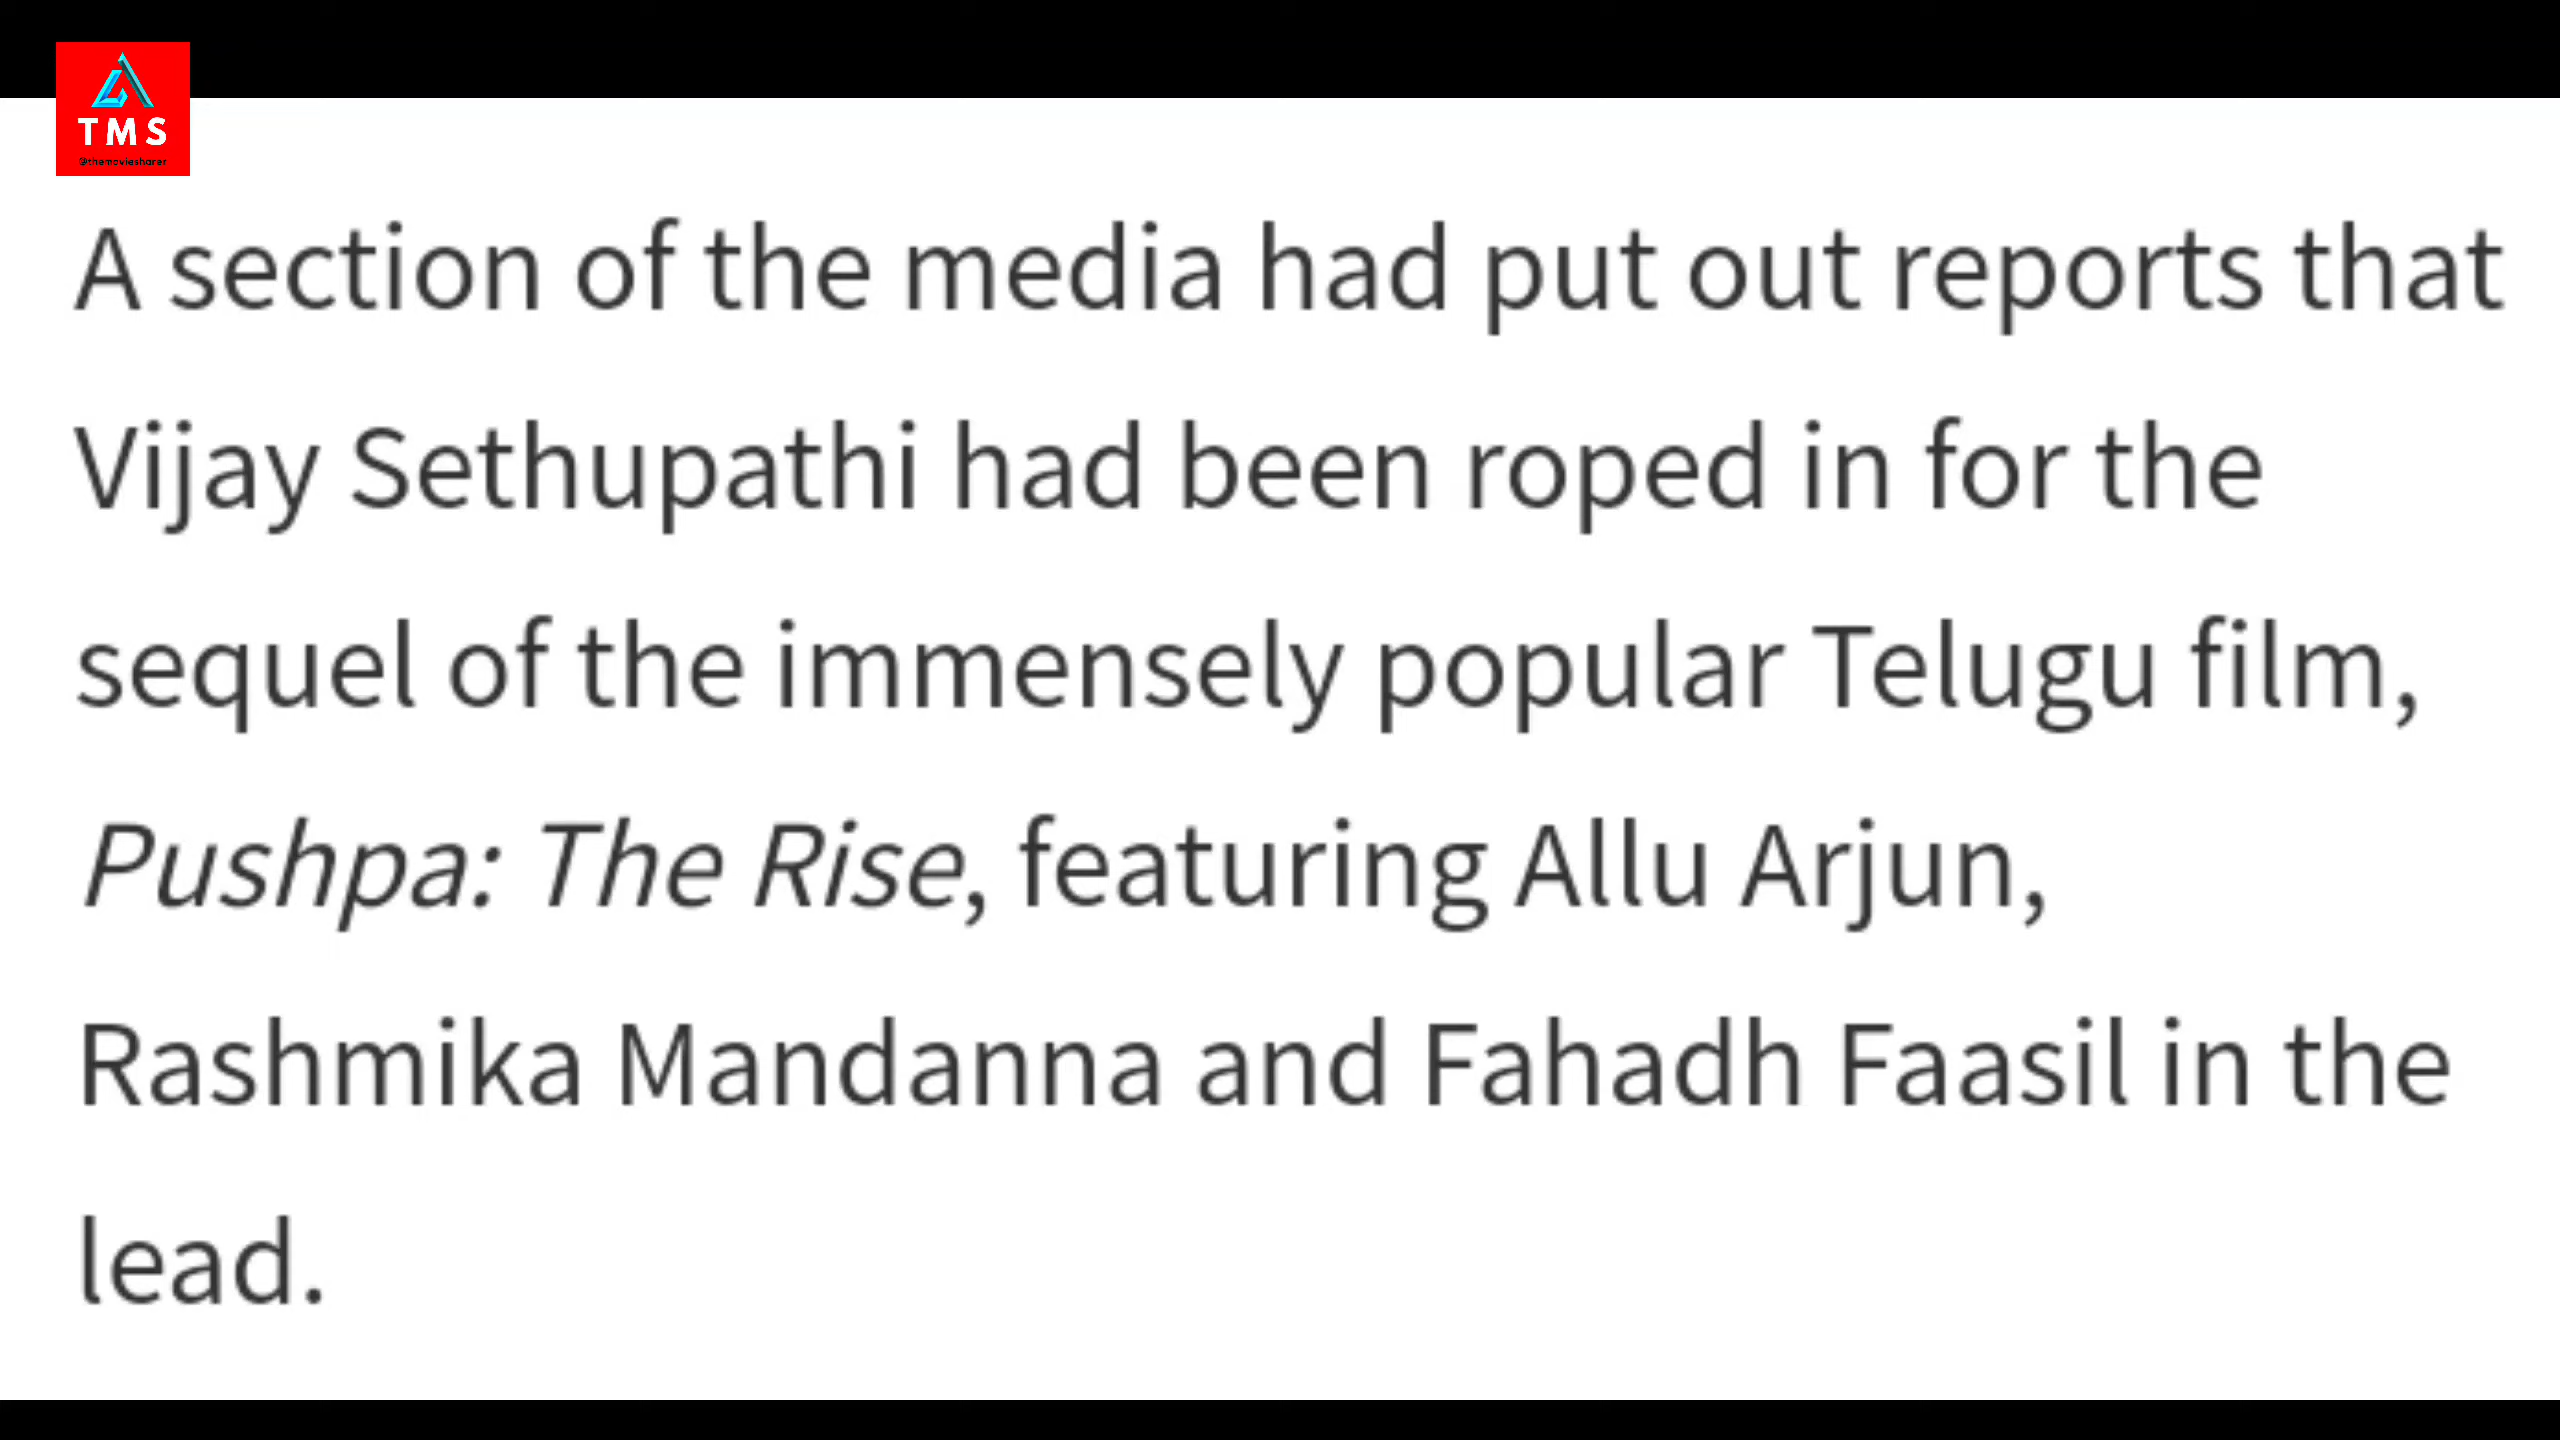 TMS
@themoviesharer
A section of the media had put out reports that
Vijay Sethupathi had been roped in for the
sequel of the immensely popular Telugu film,
Pushpa: The Rise, featuring Allu Arjun,
Rashmika Mandanna and Fahadh Faasil in the
lead.